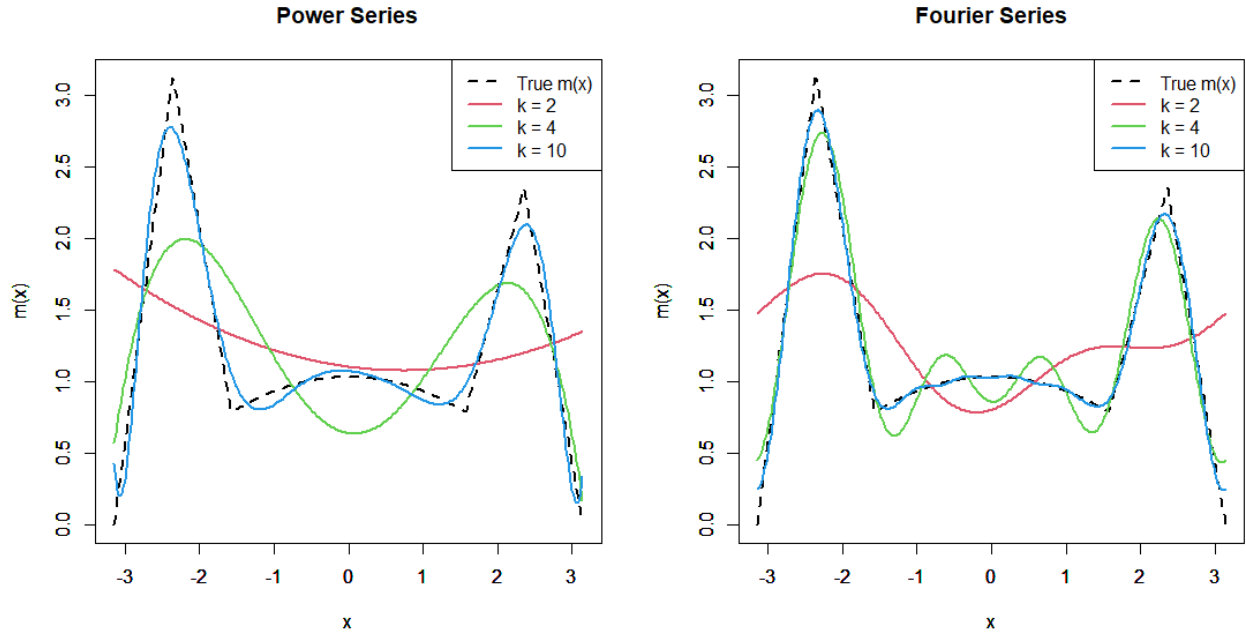 Power Series
True m(x)
k = 2
k = 4
k = 10
m(x)
0.0 0.5 1.0 1.5 2.0 2.5 3.0
-3 -2 -1 0 1 2 3
x
Fourier Series
True m(x)
k = 2
k = 4
k = 10
m(x)
0.0 0.5 1.0 1.5 2.0 2.5 3.0
-3 -2 -1 0 1 2 3
x